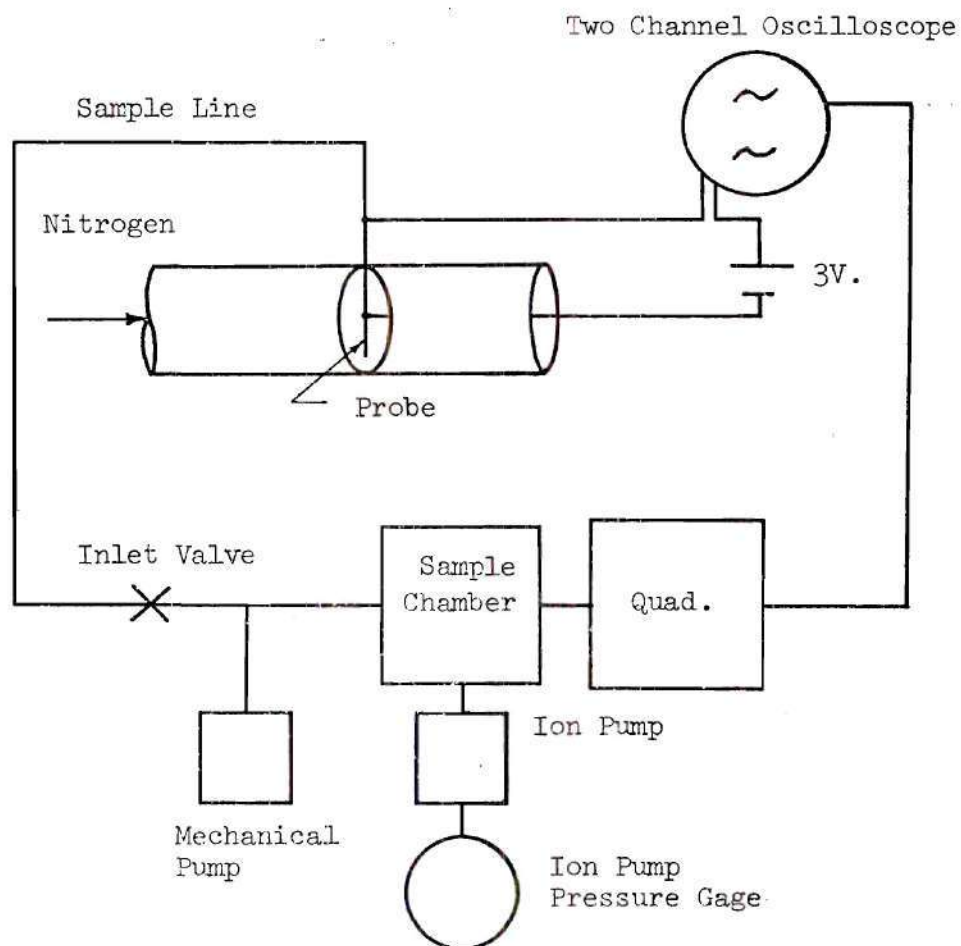 Two Channel Oscilloscope
Sample Line
Nitrogen
3V.
Probe
Inlet Valve
Sample
Chamber
Quad.
Ion Pump
Mechanical
Pump
Ion Pump
Pressure Gage